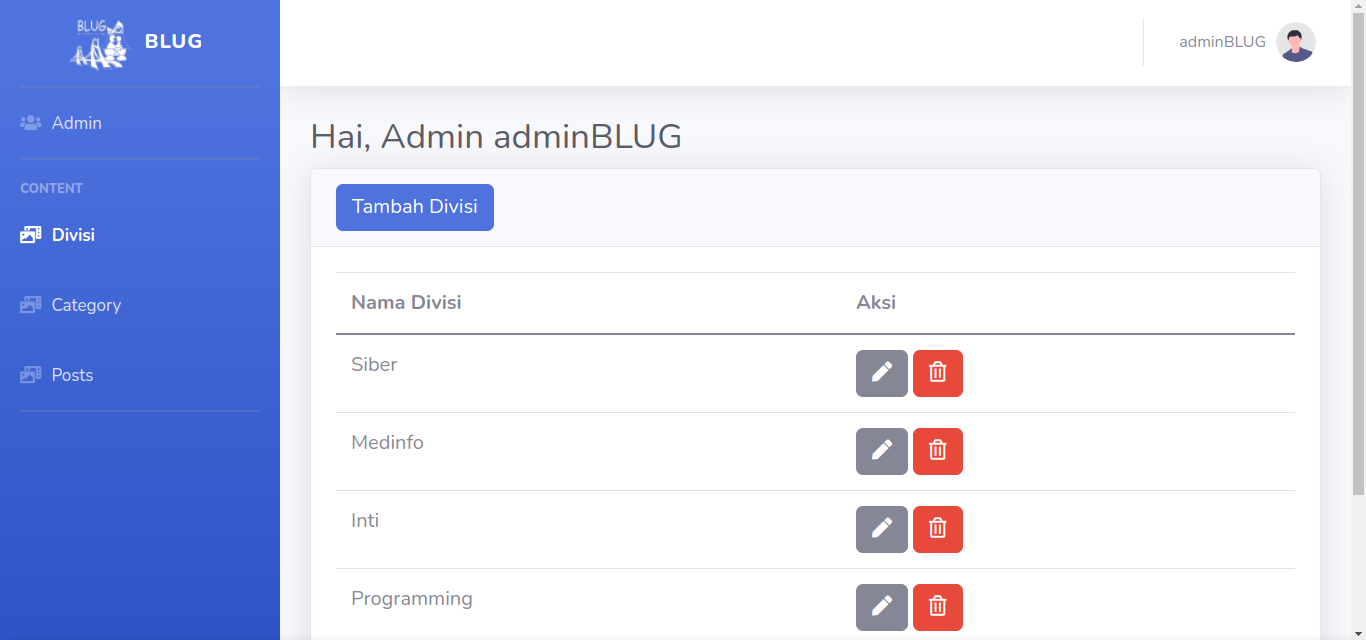 BLUG
BLUG
adminBLUG
Admin
CONTENT
Divisi
Category
Posts
Hai, Admin adminBLUG
Tambah Divisi
Nama Divisi Aksi
Siber
Medinfo
Inti
Programming